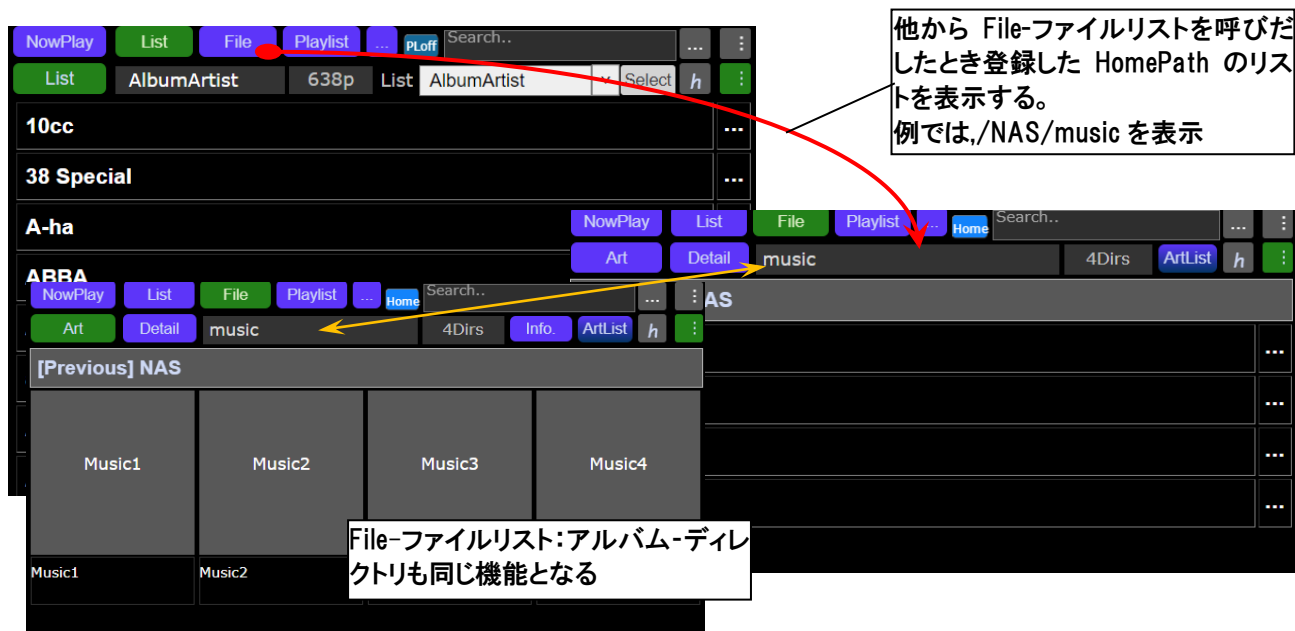 NowPlay List File Playlist ... PLoff Search.. ... ⋮
List AlbumArtist 638p List AlbumArtist Select h ⋮
10cc ...
38 Special ...
A-ha
ABBA
他から File-ファイルリストを呼びだ
したとき登録した HomePath のリス
トを表示する。
例では,/NAS/music を表示
NowPlay List File Playlist ... Home Search.. ... ⋮
Art Detail music 4Dirs ArtList h ⋮
AS
...
...
...
...
NowPlay List File Playlist ... Home Search.. ... ⋮
Art Detail music 4Dirs Info. ArtList h ⋮
[Previous] NAS
Music1 Music2 Music3 Music4
Music1 Music2
File-ファイルリスト:アルバム-ディレ
クトリも同じ機能となる